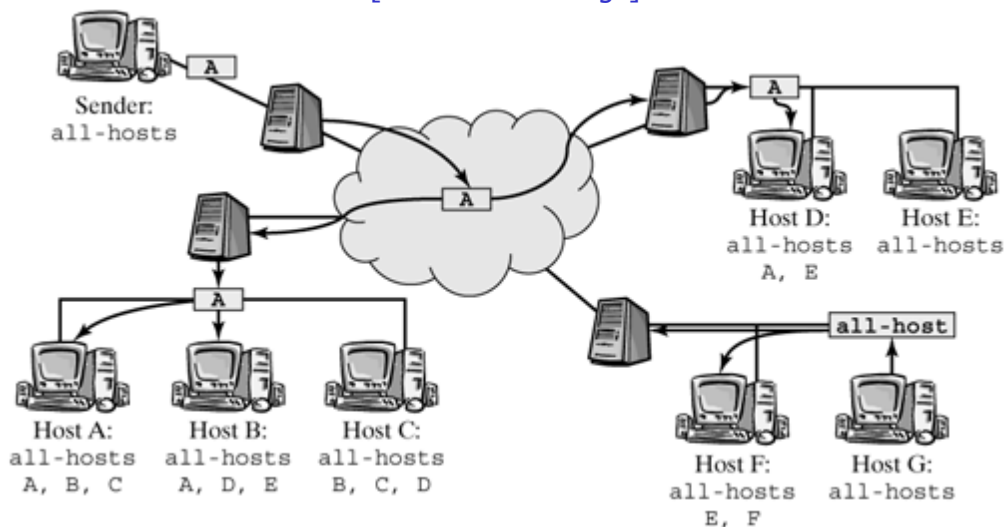 A
Sender:
all-hosts
A
A
Host D:
all-hosts
A, E
Host E:
all-hosts
A
Host A:
all-hosts
A, B, C
Host B:
all-hosts
A, D, E
Host C:
all-hosts
B, C, D
all-host
Host F:
all-hosts
E, F
Host G:
all-hosts